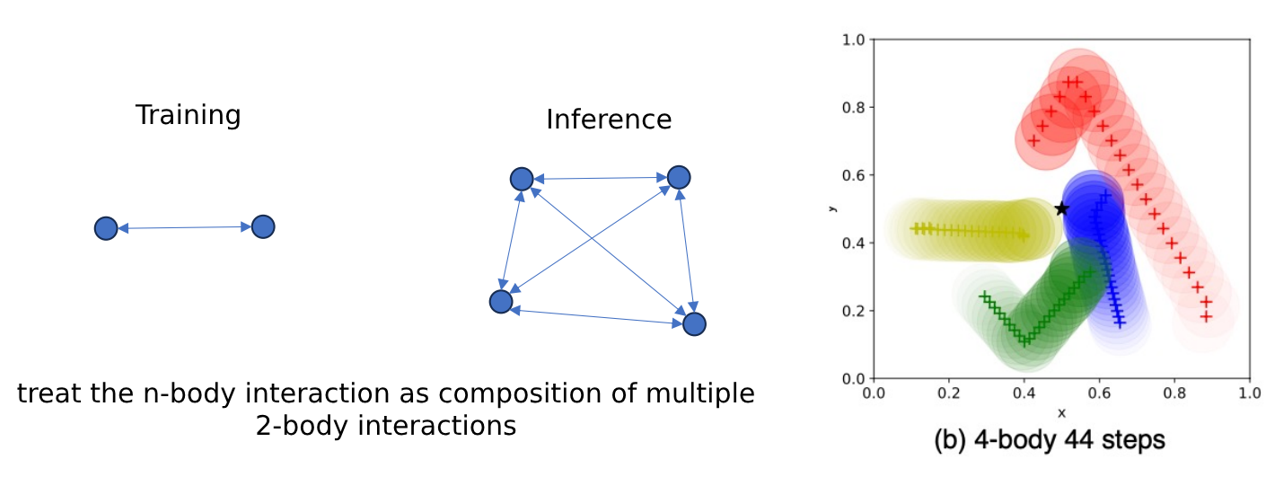 Training
Inference
treat the n-body interaction as composition of multiple
2-body interactions
1.0
0.8
0.6
0.4
0.2
0.0
y
0.0 0.2 0.4 0.6 0.8 1.0
x
(b) 4-body 44 steps